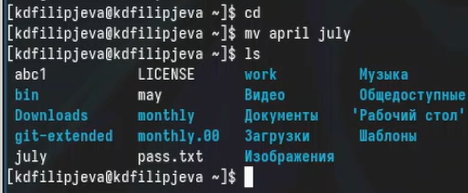 [kdfilipjeva@kdfilipjeva ~]$ cd
[kdfilipjeva@kdfilipjeva ~]$ mv april july
[kdfilipjeva@kdfilipjeva ~]$ ls
abc1 LICENSE work Музыка
bin may Видео Общедоступные
Downloads monthly Документы 'Рабочий стол'
git-extended monthly.00 Загрузки Шаблоны
july pass.txt Изображения
[kdfilipjeva@kdfilipjeva ~]$